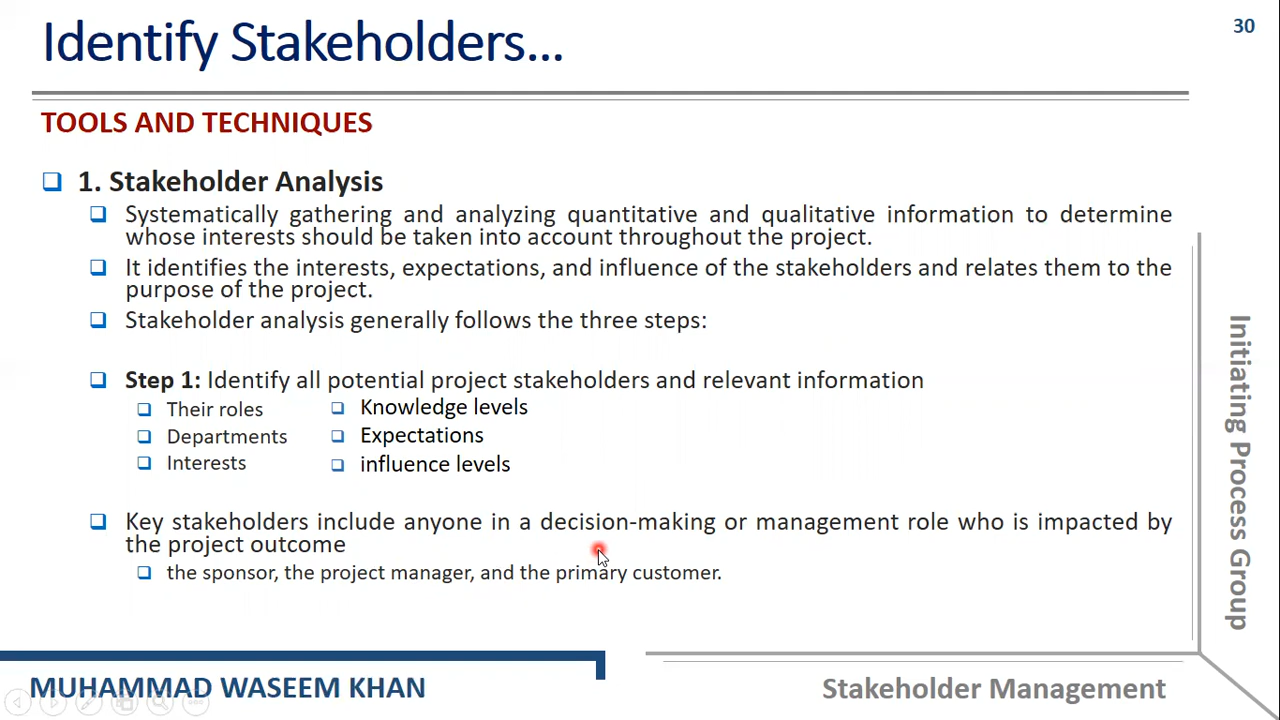 Identify Stakeholders...
30
TOOLS AND TECHNIQUES
1. Stakeholder Analysis
Systematically gathering and analyzing quantitative and qualitative information to determine
whose interests should be taken into account throughout the project.
It identifies the interests, expectations, and influence of the stakeholders and relates them to the
purpose of the project.
Stakeholder analysis generally follows the three steps:
Step 1: Identify all potential project stakeholders and relevant information
Their roles
Departments
Interests
Knowledge levels
Expectations
influence levels
Key stakeholders include anyone in a decision-making or management role who is impacted by
the project outcome
the sponsor, the project manager, and the primary customer.
Initiating Process Group
MUHAMMAD WASEEM KHAN
Stakeholder Management